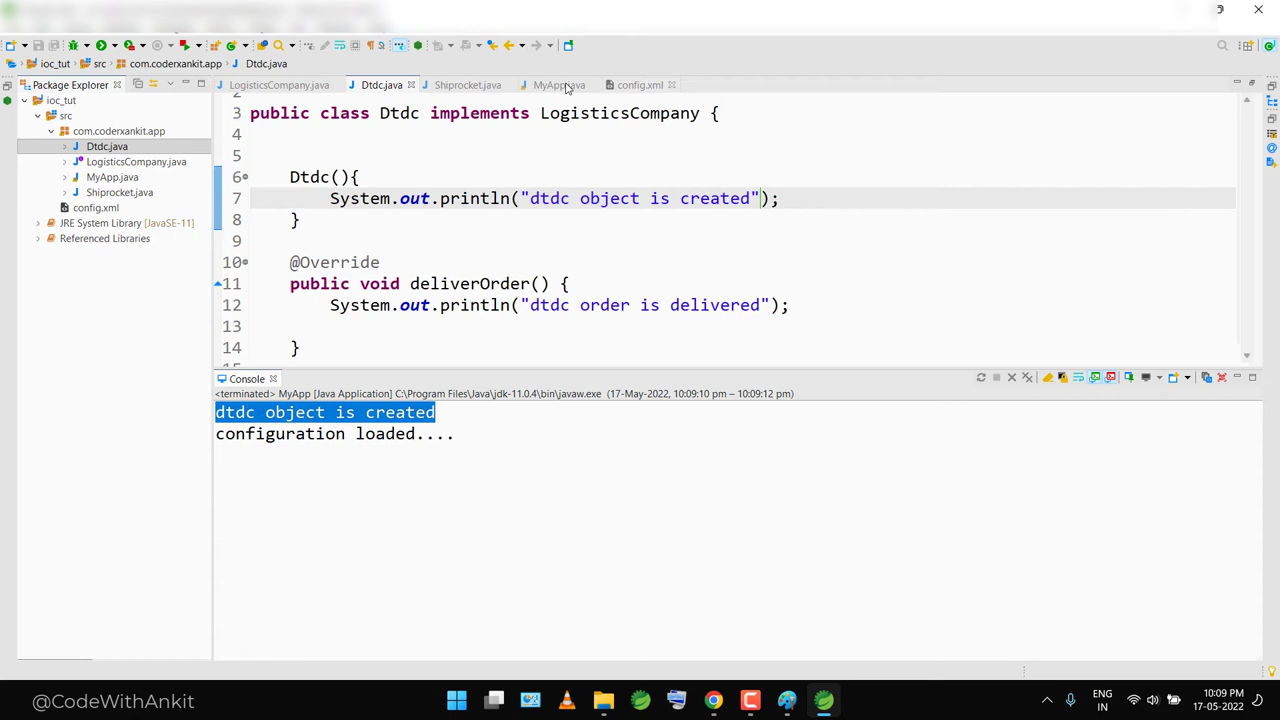 ioc_tut src com.coderxankit.app Dtdc.java
Package Explorer
LogisticsCompany.java Dtdc.java Shiprocket.java MyApp.java config.xml
ioc_tut
src
com.coderxankit.app
Dtdc.java
LogisticsCompany.java
MyApp.java
Shiprocket.java
config.xml
JRE System Library [JavaSE-11]
Referenced Libraries
3 public class Dtdc implements LogisticsCompany {
4
5
6 Dtdc(){
7 System.out.println("dtdc object is created");
8 }
9
10 @Override
11 public void deliverOrder() {
12 System.out.println("dtdc order is delivered");
13
14 }
Console
<terminated> MyApp [Java Application] C:\Program Files\Java\jdk-11.0.4\bin\javaw.exe (17-May-2022, 10:09:10 pm – 10:09:12 pm)
dtdc object is created
configuration loaded....
@CodeWithAnkit
ENG
IN
10:09 PM
17-05-2022